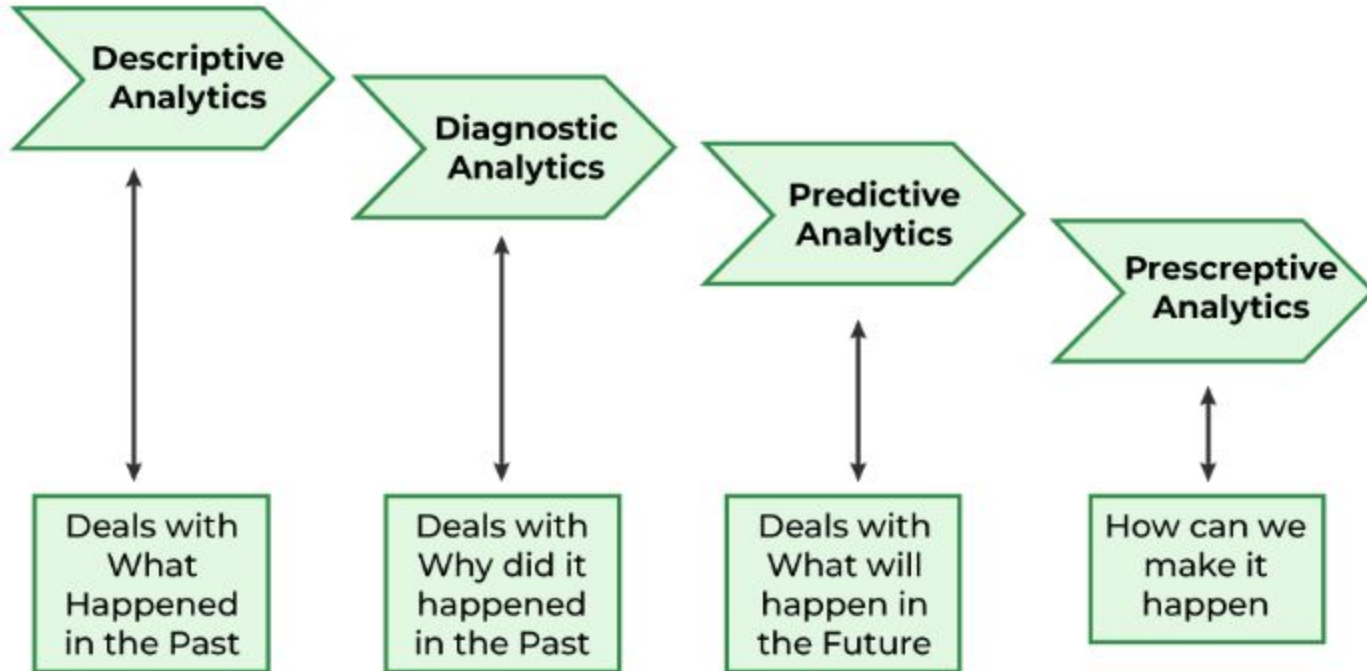 Descriptive
Analytics
Diagnostic
Analytics
Predictive
Analytics
Prescreptive
Analytics
Deals with
What
Happened
in the Past
Deals with
Why did it
happened
in the Past
Deals with
What will
happen in
the Future
How can we
make it
happen